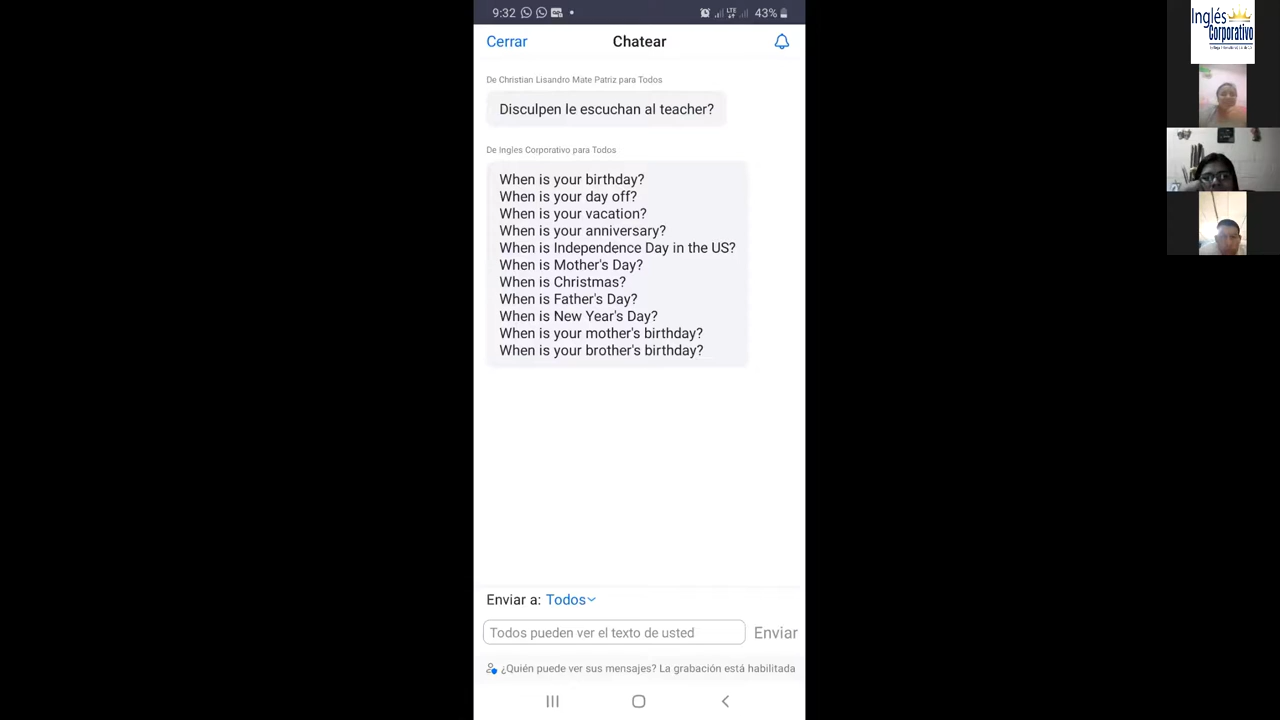 9:32
43%
Cerrar
Chatear
De Christian Lisandro Mate Patriz para Todos
Disculpen le escuchan al teacher?
De Ingles Corporativo para Todos
When is your birthday?
When is your day off?
When is your vacation?
When is your anniversary?
When is Independence Day in the US?
When is Mother's Day?
When is Christmas?
When is Father's Day?
When is New Year's Day?
When is your mother's birthday?
When is your brother's birthday?
Enviar a: Todos
Todos pueden ver el texto de usted
Enviar
¿Quién puede ver sus mensajes? La grabación está habilitada
Inglés
Corporativo